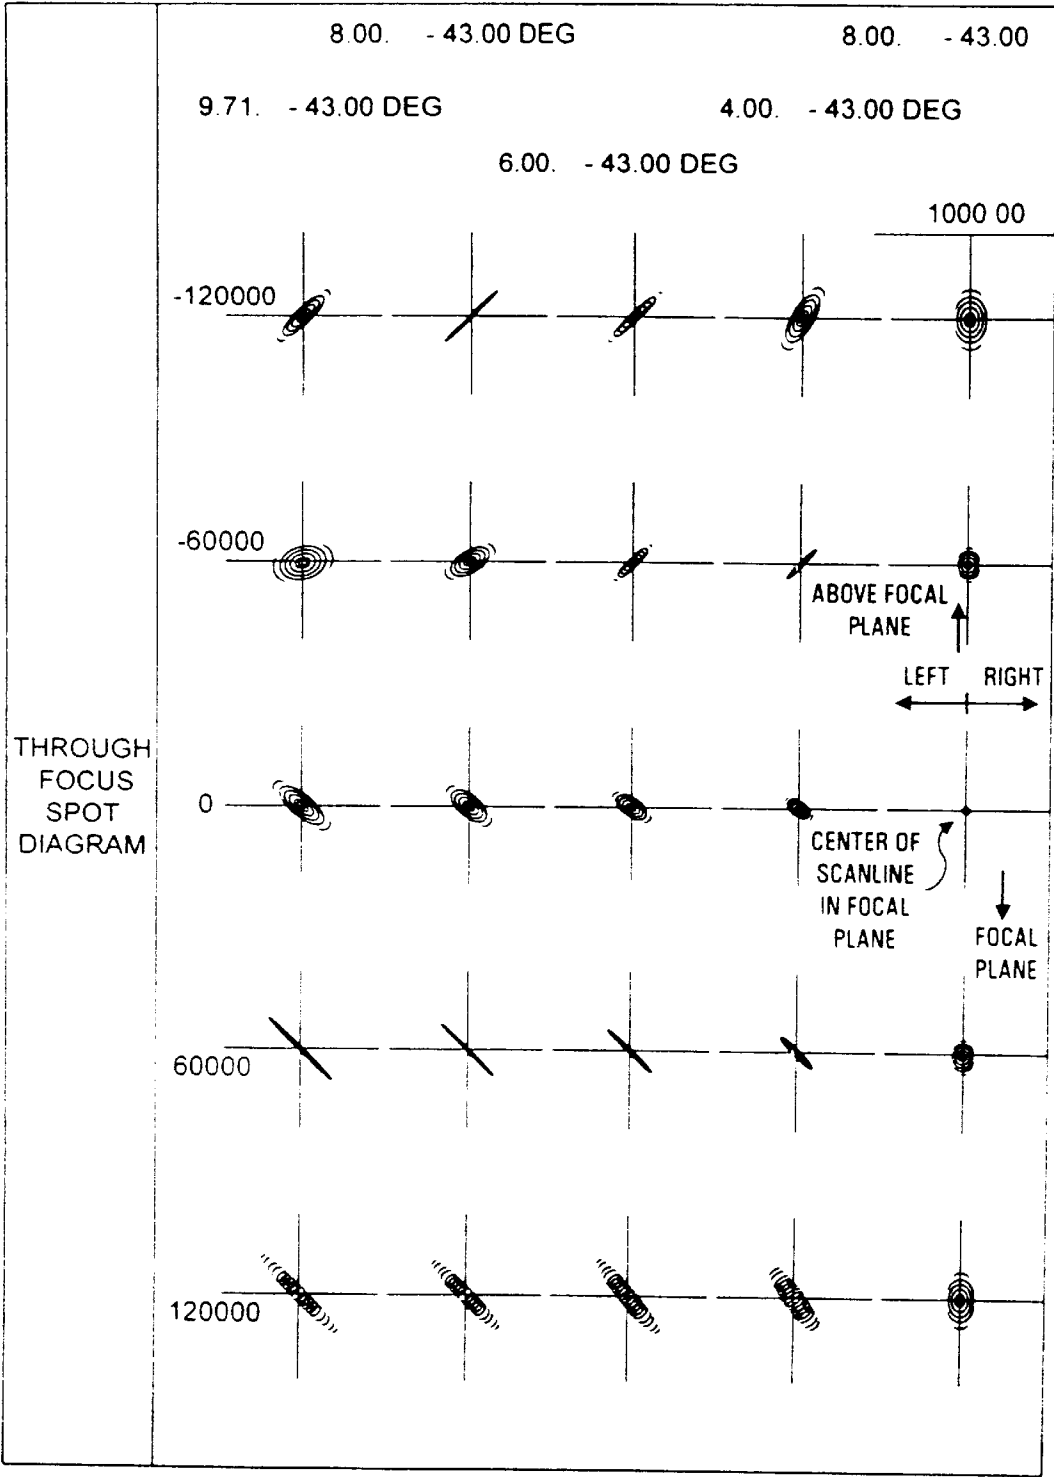 8.00. - 43.00 DEG
8.00. - 43.00
9.71. - 43.00 DEG
4.00. - 43.00 DEG
6.00. - 43.00 DEG
1000 00
-120000
-60000
ABOVE FOCAL
PLANE
LEFT
RIGHT
THROUGH
FOCUS
SPOT
DIAGRAM
0
CENTER OF
SCANLINE
IN FOCAL
PLANE
FOCAL
PLANE
60000
120000